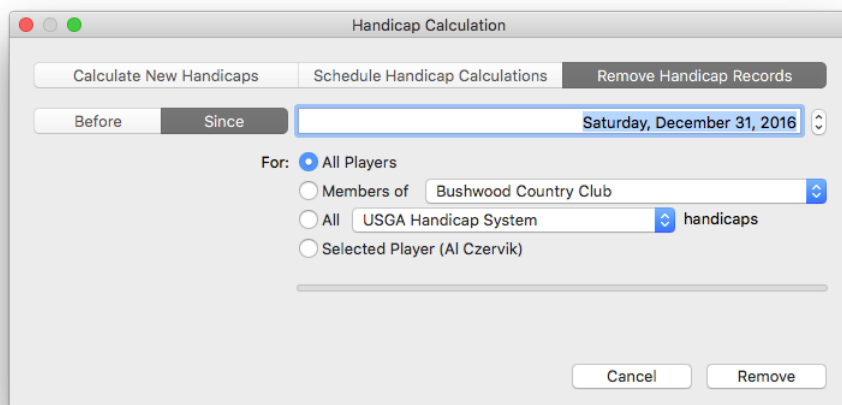 Handicap Calculation
Calculate New Handicaps Schedule Handicap Calculations Remove Handicap Records
Before Since Saturday, December 31, 2016
For: All Players
Members of Bushwood Country Club
All USGA Handicap System handicaps
Selected Player (Al Czervik)
Cancel Remove